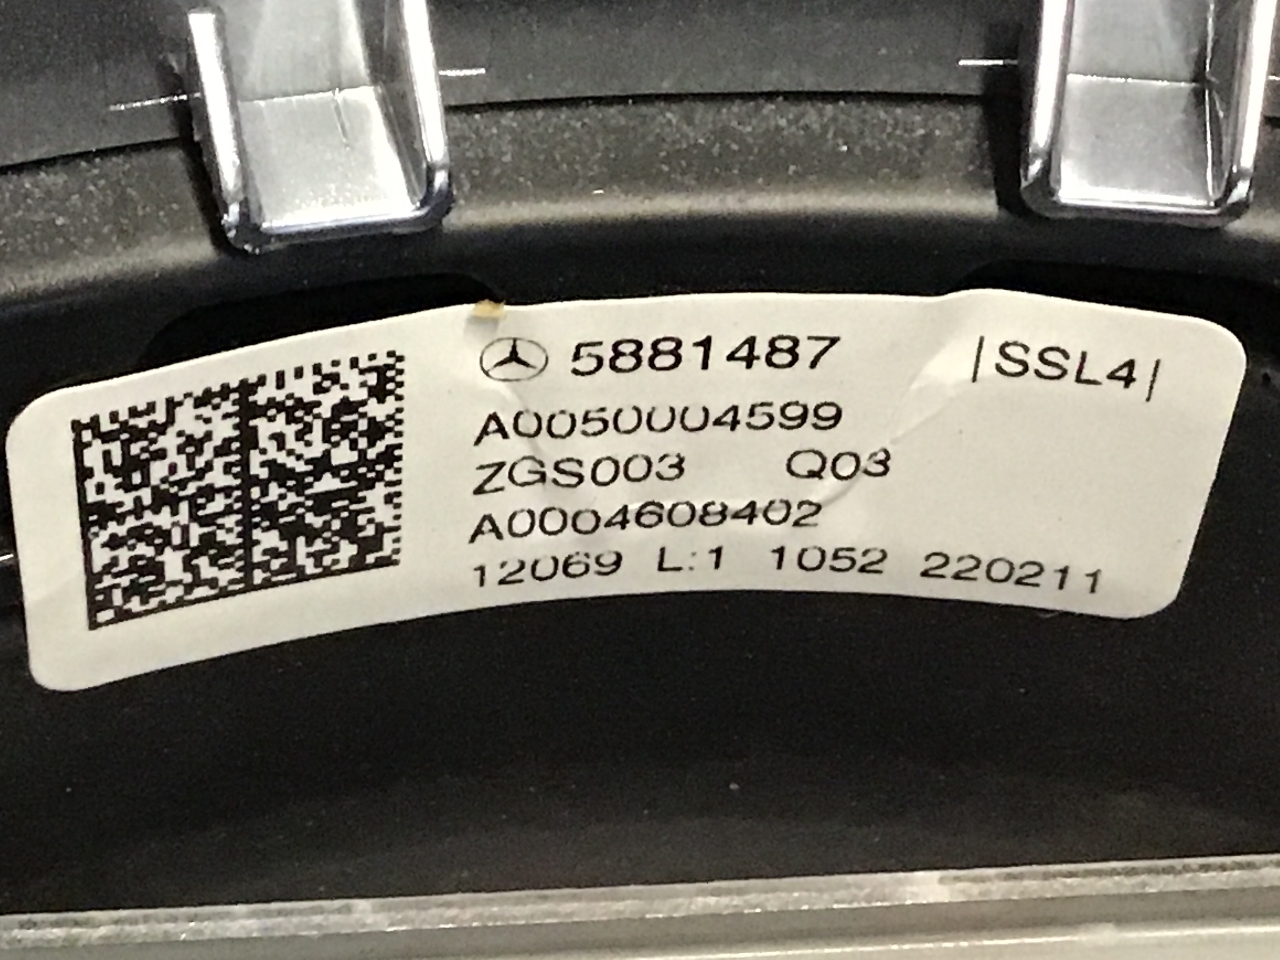 5881487 |SSL4|
A0050004599
ZGS003 Q03
A0004608402
12069 L:1 1052 220211